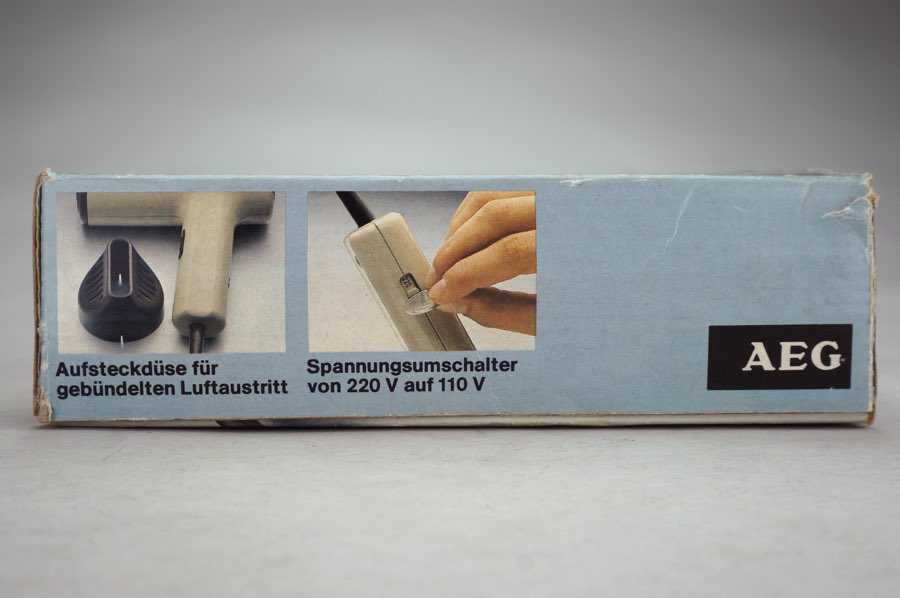 Aufsteckdüse für
gebündelten Luftaustritt
Spannungsumschalter
von 220 V auf 110 V
AEG